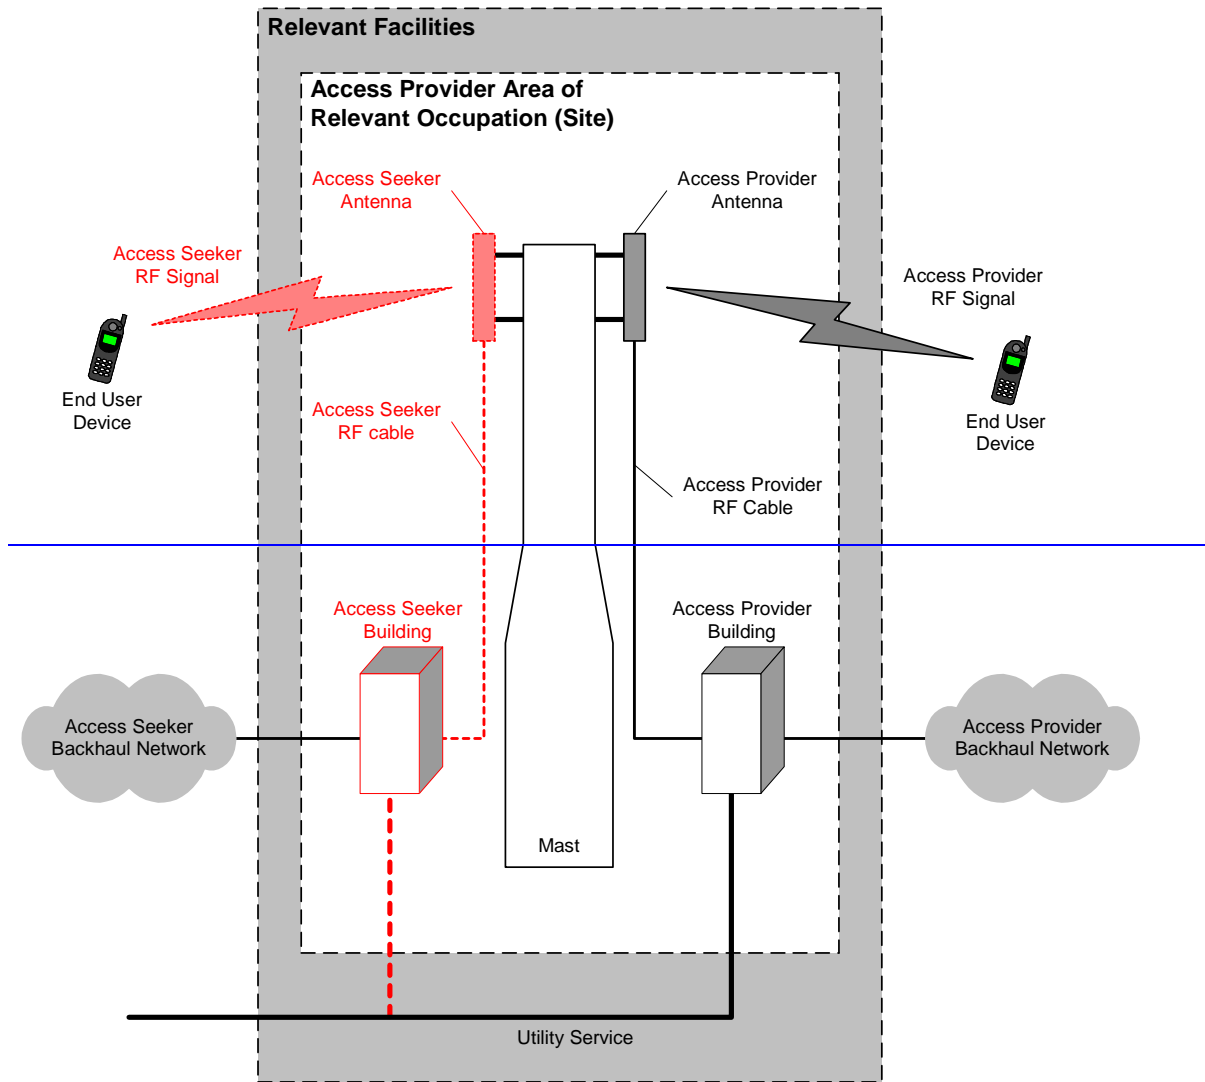 Relevant Facilities
Access Provider Area of
Relevant Occupation (Site)
Access Seeker
Antenna
Access Provider
Antenna
Access Seeker
RF Signal
Access Provider
RF Signal
End User
Device
End User
Device
Access Seeker
RF cable
Access Provider
RF Cable
Access Seeker
Building
Access Provider
Building
Access Seeker
Backhaul Network
Access Provider
Backhaul Network
Mast
Utility Service